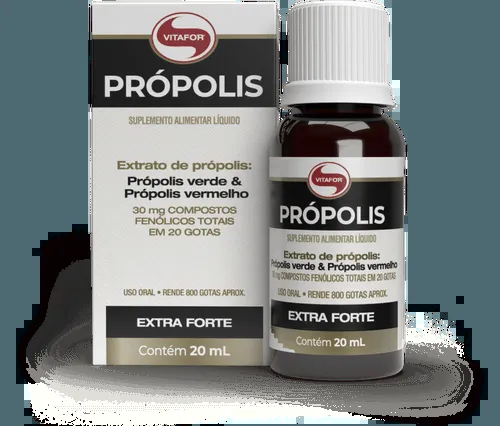 VITAFOR
PRÓPOLIS
SUPLEMENTO ALIMENTAR LÍQUIDO
Extrato de própolis:
Própolis verde &
Própolis vermelho
30 mg COMPOSTOS
FENÓLICOS TOTAIS
EM 20 GOTAS
USO ORAL • RENDE 800 GOTAS APROX.
EXTRA FORTE
Contém 20 mL
VITAFOR
PRÓPOLIS
SUPLEMENTO ALIMENTAR LÍQUIDO
Extrato de própolis:
Própolis verde & Própolis vermelho
30 mg COMPOSTOS FENÓLICOS TOTAIS EM 20 GOTAS
USO ORAL • RENDE 800 GOTAS APROX.
EXTRA FORTE
Contém 20 mL